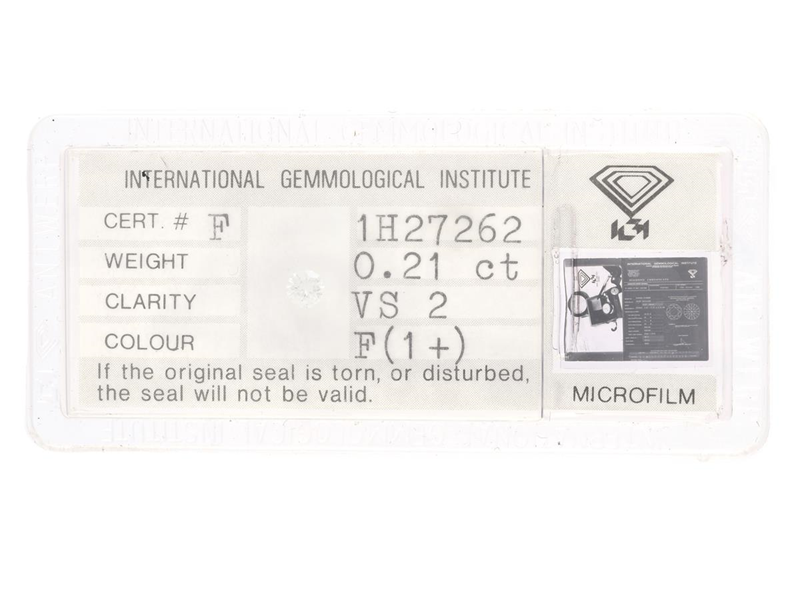 INTERNATIONAL GEMMOLOGICAL INSTITUTE
CERT. # F 1H27262
WEIGHT 0.21 ct
CLARITY VS 2
COLOUR F(1+)
If the original seal is torn, or disturbed,
the seal will not be valid.
IGI
MICROFILM